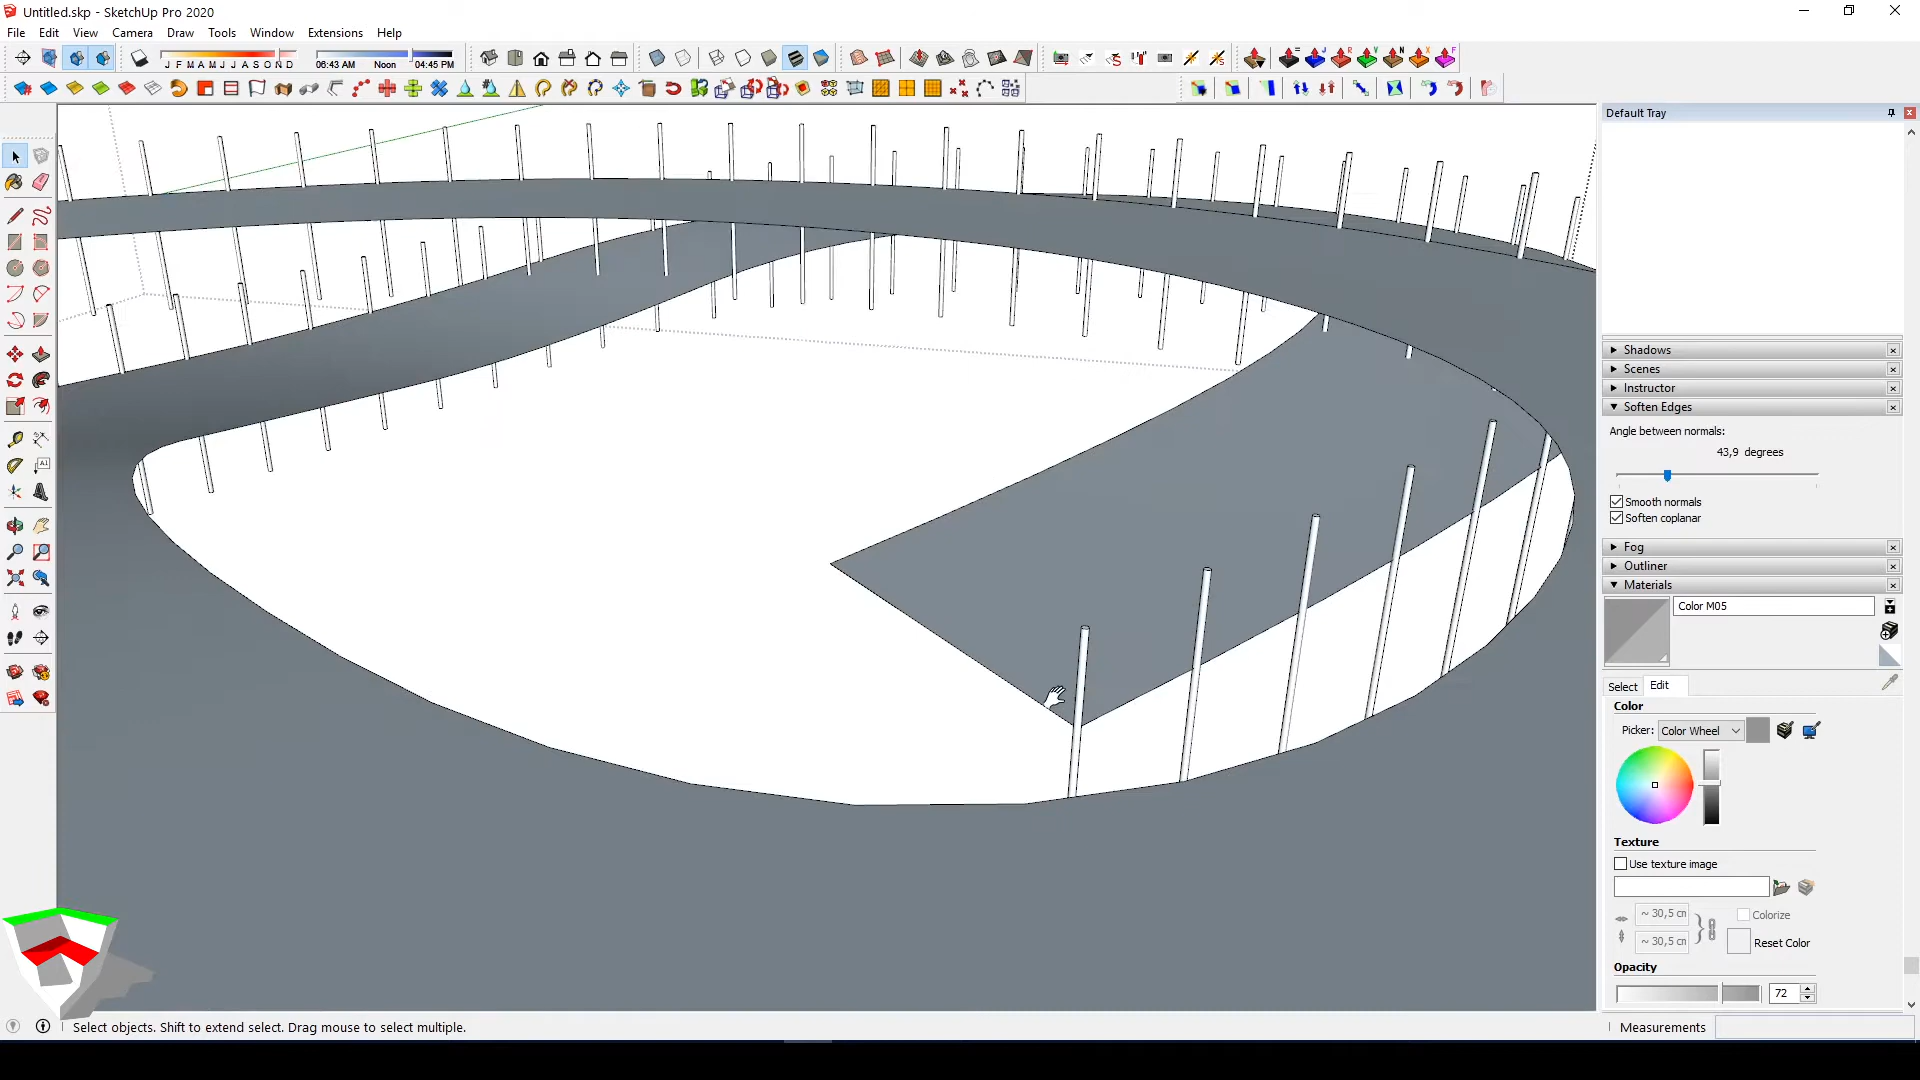 Untitled.skp - SketchUp Pro 2020
File Edit View Camera Draw Tools Window Extensions Help
J F M A M J J A S O N D 06:43 AM Noon 04:45 PM
Default Tray
Shadows
Scenes
Instructor
Soften Edges
Angle between normals:
43,9 degrees
Smooth normals
Soften coplanar
Fog
Outliner
Materials
Color M05
Select Edit
Color
Picker: Color Wheel
Texture
Use texture image
~ 30,5 cm Colorize
~ 30,5 cm Reset Color
Opacity
72
Select objects. Shift to extend select. Drag mouse to select multiple. Measurements